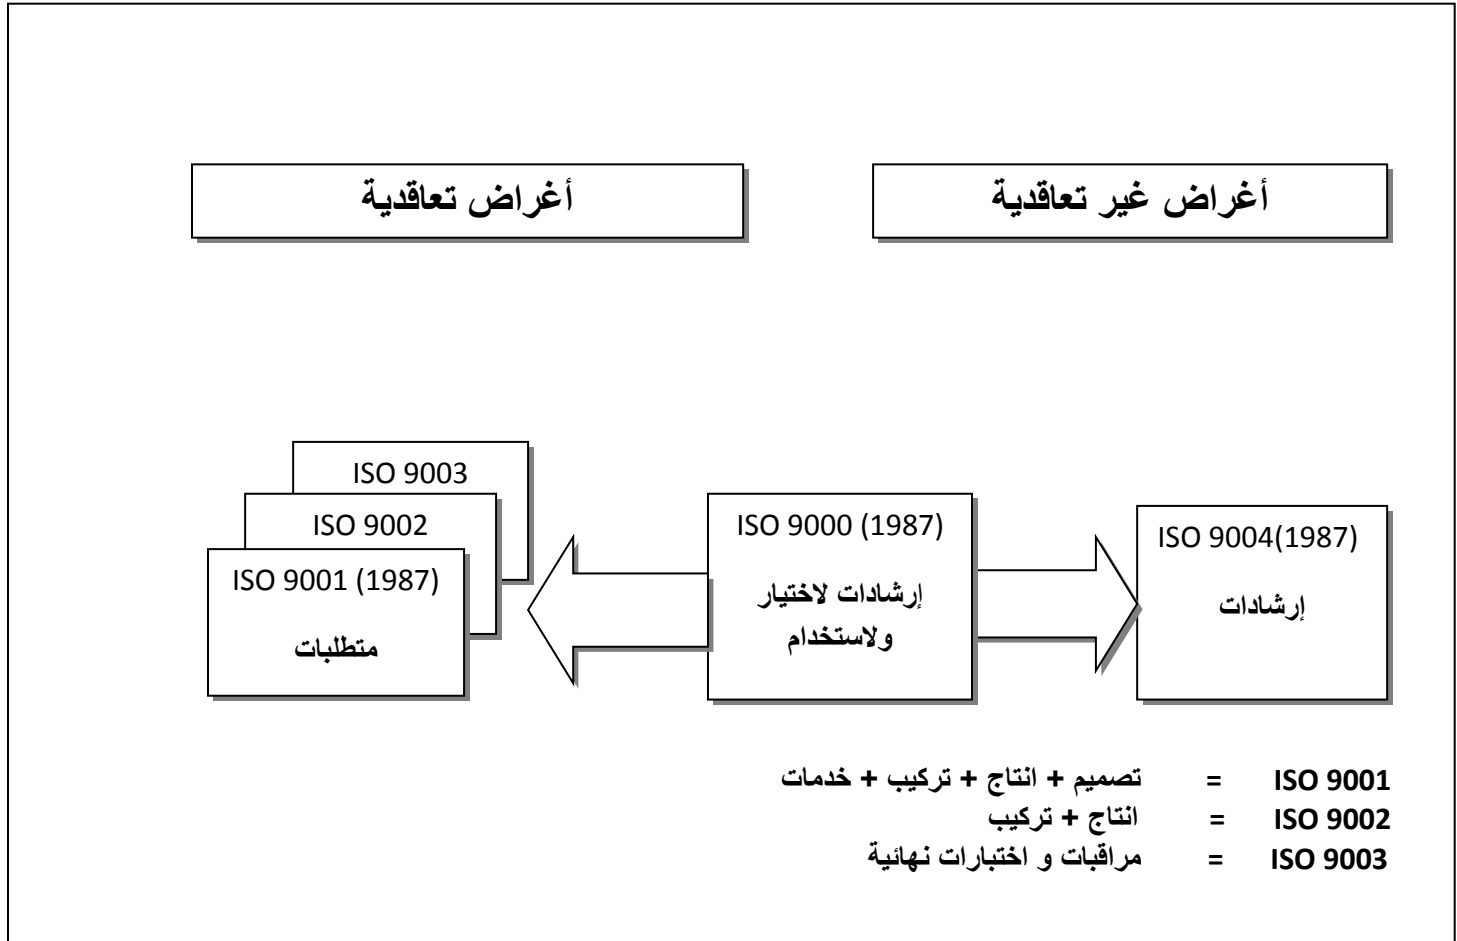 أغراض غير تعاقدية
أغراض تعاقدية
ISO 9003
ISO 9002
ISO 9001 (1987)
متطلبات
ISO 9000 (1987)
إرشادات لاختيار
ولاستخدام
ISO 9004(1987)
إرشادات
ISO 9001 = تصميم + انتاج + تركيب + خدمات
ISO 9002 = انتاج + تركيب
ISO 9003 = مراقبات و اختبارات نهائية